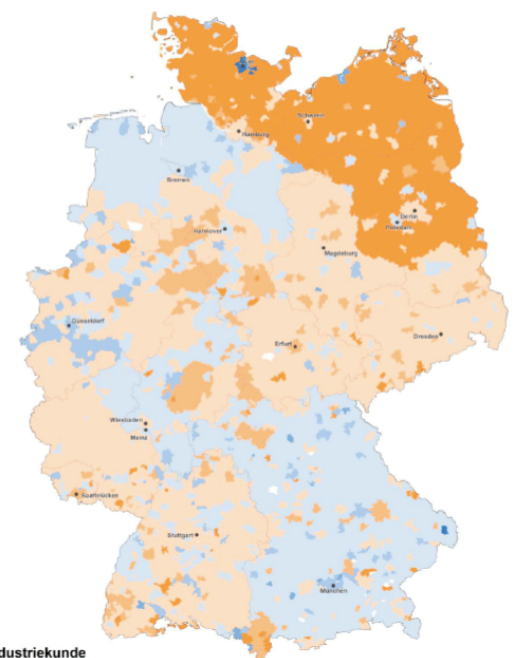 Schwerin
Hamburg
Bremen
Berlin
Potsdam
Hannover
Magdeburg
Düsseldorf
Dresden
Erfurt
Wiesbaden
Mainz
Saarbrücken
Stuttgart
München
dustriekunde